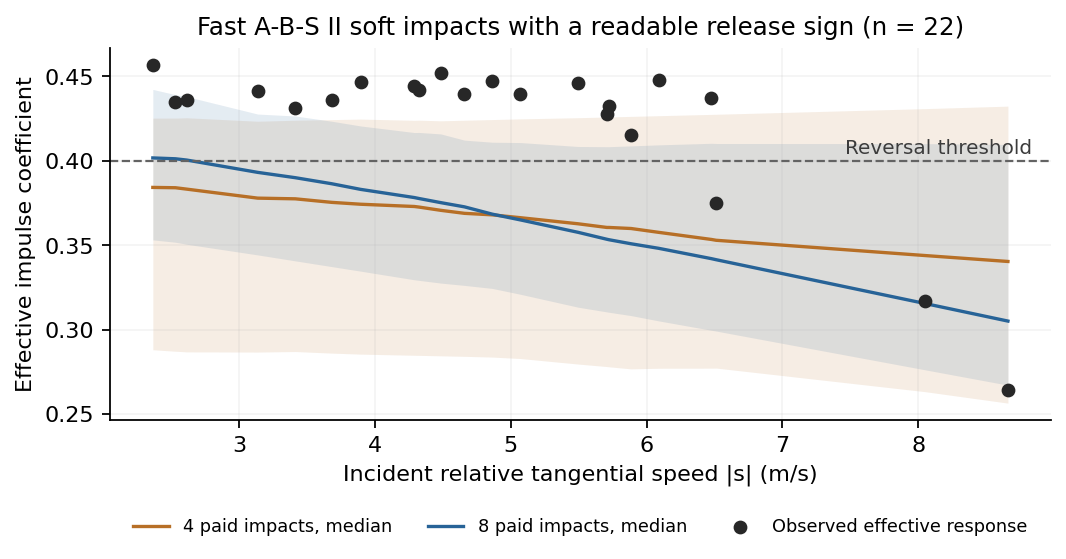 Fast A-B-S II soft impacts with a readable release sign (n = 22)
Effective impulse coefficient
0.45
0.40
0.35
0.30
0.25
Reversal threshold
3 4 5 6 7 8
Incident relative tangential speed |s| (m/s)
4 paid impacts, median 8 paid impacts, median Observed effective response